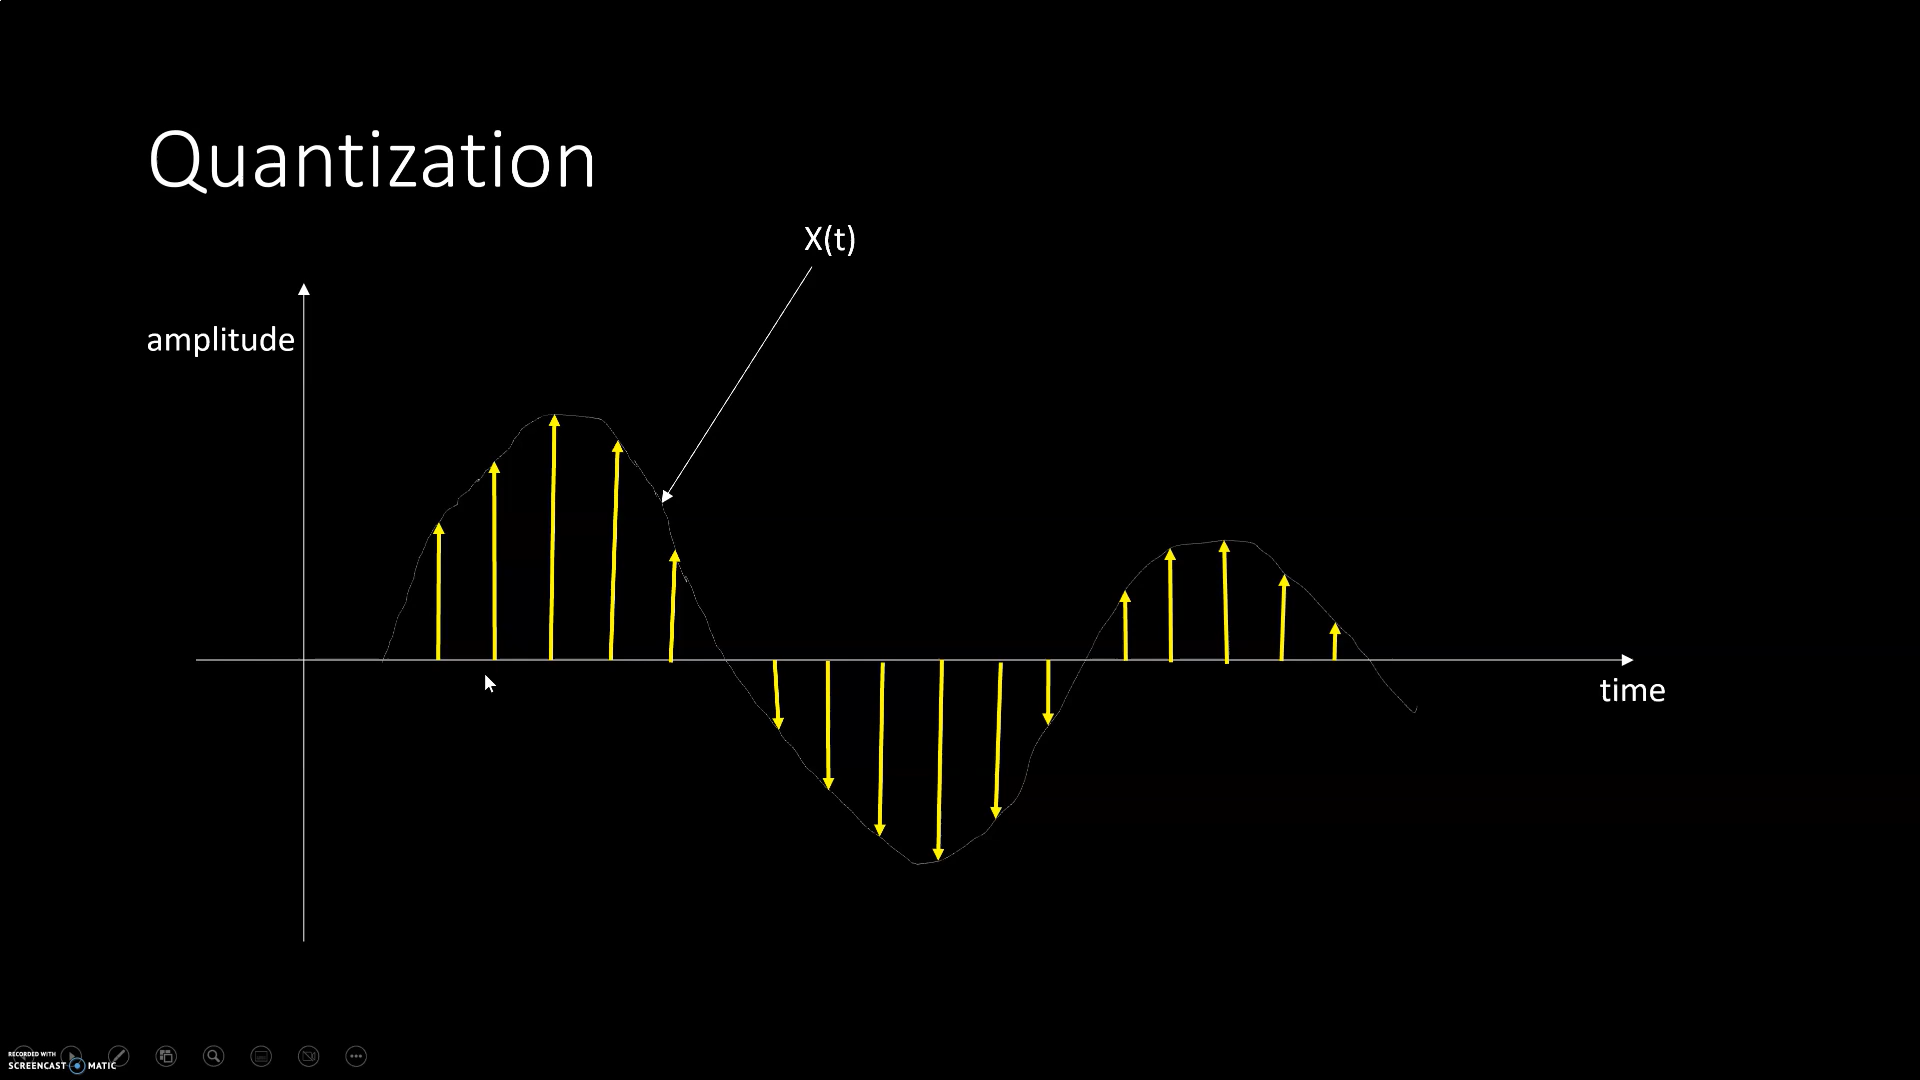 Quantization
X(t)
amplitude
time
RECORDED WITH
SCREENCAST MATIC